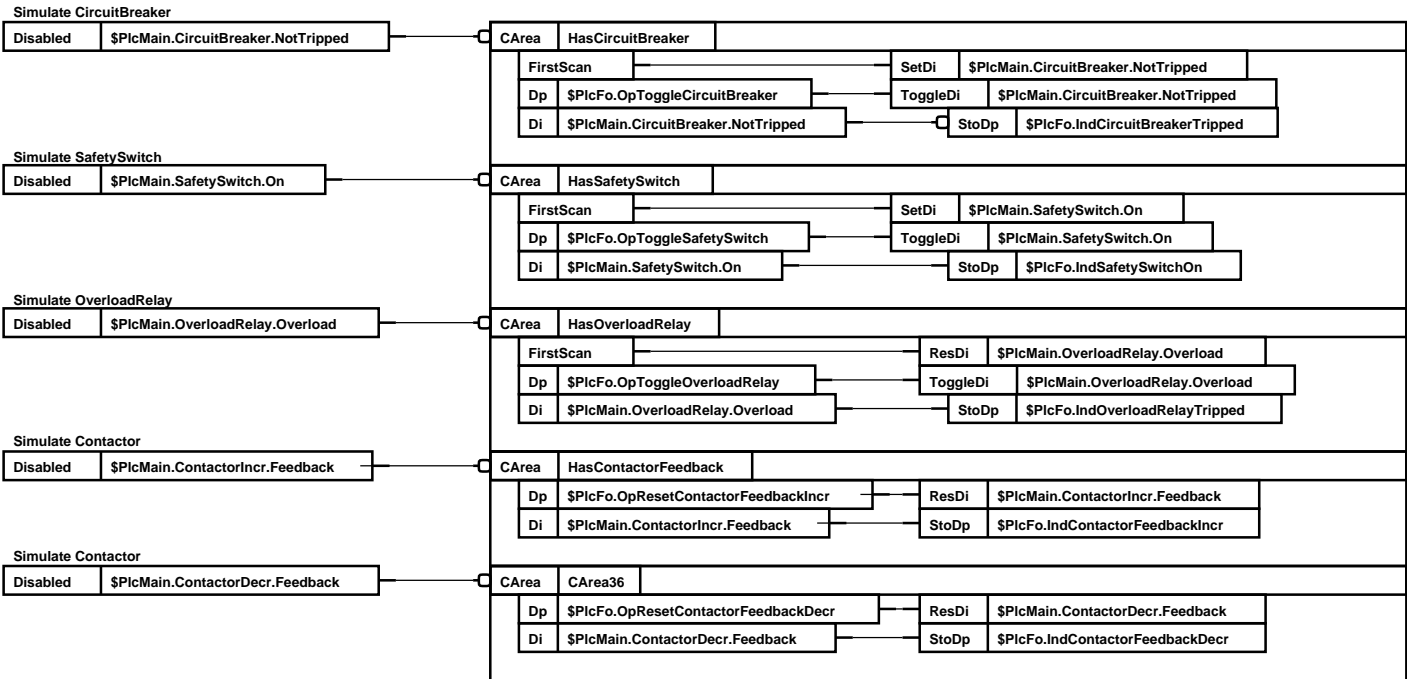 Simulate CircuitBreaker
Disabled $PlcMain.CircuitBreaker.NotTripped CArea HasCircuitBreaker
FirstScan SetDi $PlcMain.CircuitBreaker.NotTripped
Dp $PlcFo.OpToggleCircuitBreaker ToggleDi $PlcMain.CircuitBreaker.NotTripped
Di $PlcMain.CircuitBreaker.NotTripped StoDp $PlcFo.IndCircuitBreakerTripped
Simulate SafetySwitch
Disabled $PlcMain.SafetySwitch.On CArea HasSafetySwitch
FirstScan SetDi $PlcMain.SafetySwitch.On
Dp $PlcFo.OpToggleSafetySwitch ToggleDi $PlcMain.SafetySwitch.On
Di $PlcMain.SafetySwitch.On StoDp $PlcFo.IndSafetySwitchOn
Simulate OverloadRelay
Disabled $PlcMain.OverloadRelay.Overload CArea HasOverloadRelay
FirstScan ResDi $PlcMain.OverloadRelay.Overload
Dp $PlcFo.OpToggleOverloadRelay ToggleDi $PlcMain.OverloadRelay.Overload
Di $PlcMain.OverloadRelay.Overload StoDp $PlcFo.IndOverloadRelayTripped
Simulate Contactor
Disabled $PlcMain.ContactorIncr.Feedback CArea HasContactorFeedback
Dp $PlcFo.OpResetContactorFeedbackIncr ResDi $PlcMain.ContactorIncr.Feedback
Di $PlcMain.ContactorIncr.Feedback StoDp $PlcFo.IndContactorFeedbackIncr
Simulate Contactor
Disabled $PlcMain.ContactorDecr.Feedback CArea CArea36
Dp $PlcFo.OpResetContactorFeedbackDecr ResDi $PlcMain.ContactorDecr.Feedback
Di $PlcMain.ContactorDecr.Feedback StoDp $PlcFo.IndContactorFeedbackDecr